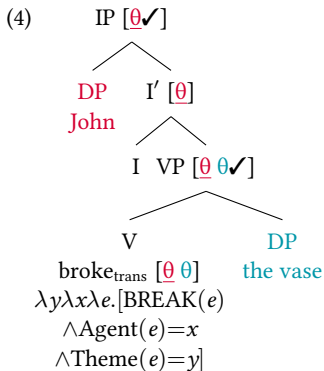 (4) IP [θ✓]
DP I′ [θ]
John
I VP [θ θ✓]
V DP
broke_trans [θ θ] the vase
λyλxλe.[BREAK(e)
∧Agent(e)=x
∧Theme(e)=y]